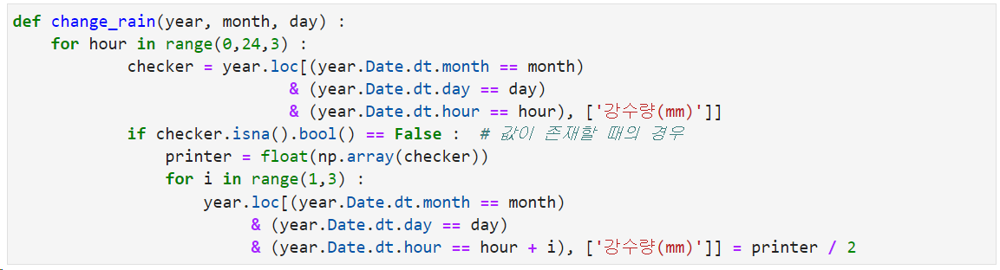 def change_rain(year, month, day) :
    for hour in range(0,24,3) :
            checker = year.loc[(year.Date.dt.month == month)
                             & (year.Date.dt.day == day)
                             & (year.Date.dt.hour == hour), ['강수량(mm)']]
            if checker.isna().bool() == False :  # 값이 존재할 때의 경우
                printer = float(np.array(checker))
                for i in range(1,3) :
                    year.loc[(year.Date.dt.month == month)
                         & (year.Date.dt.day == day)
                         & (year.Date.dt.hour == hour + i), ['강수량(mm)']] = printer / 2